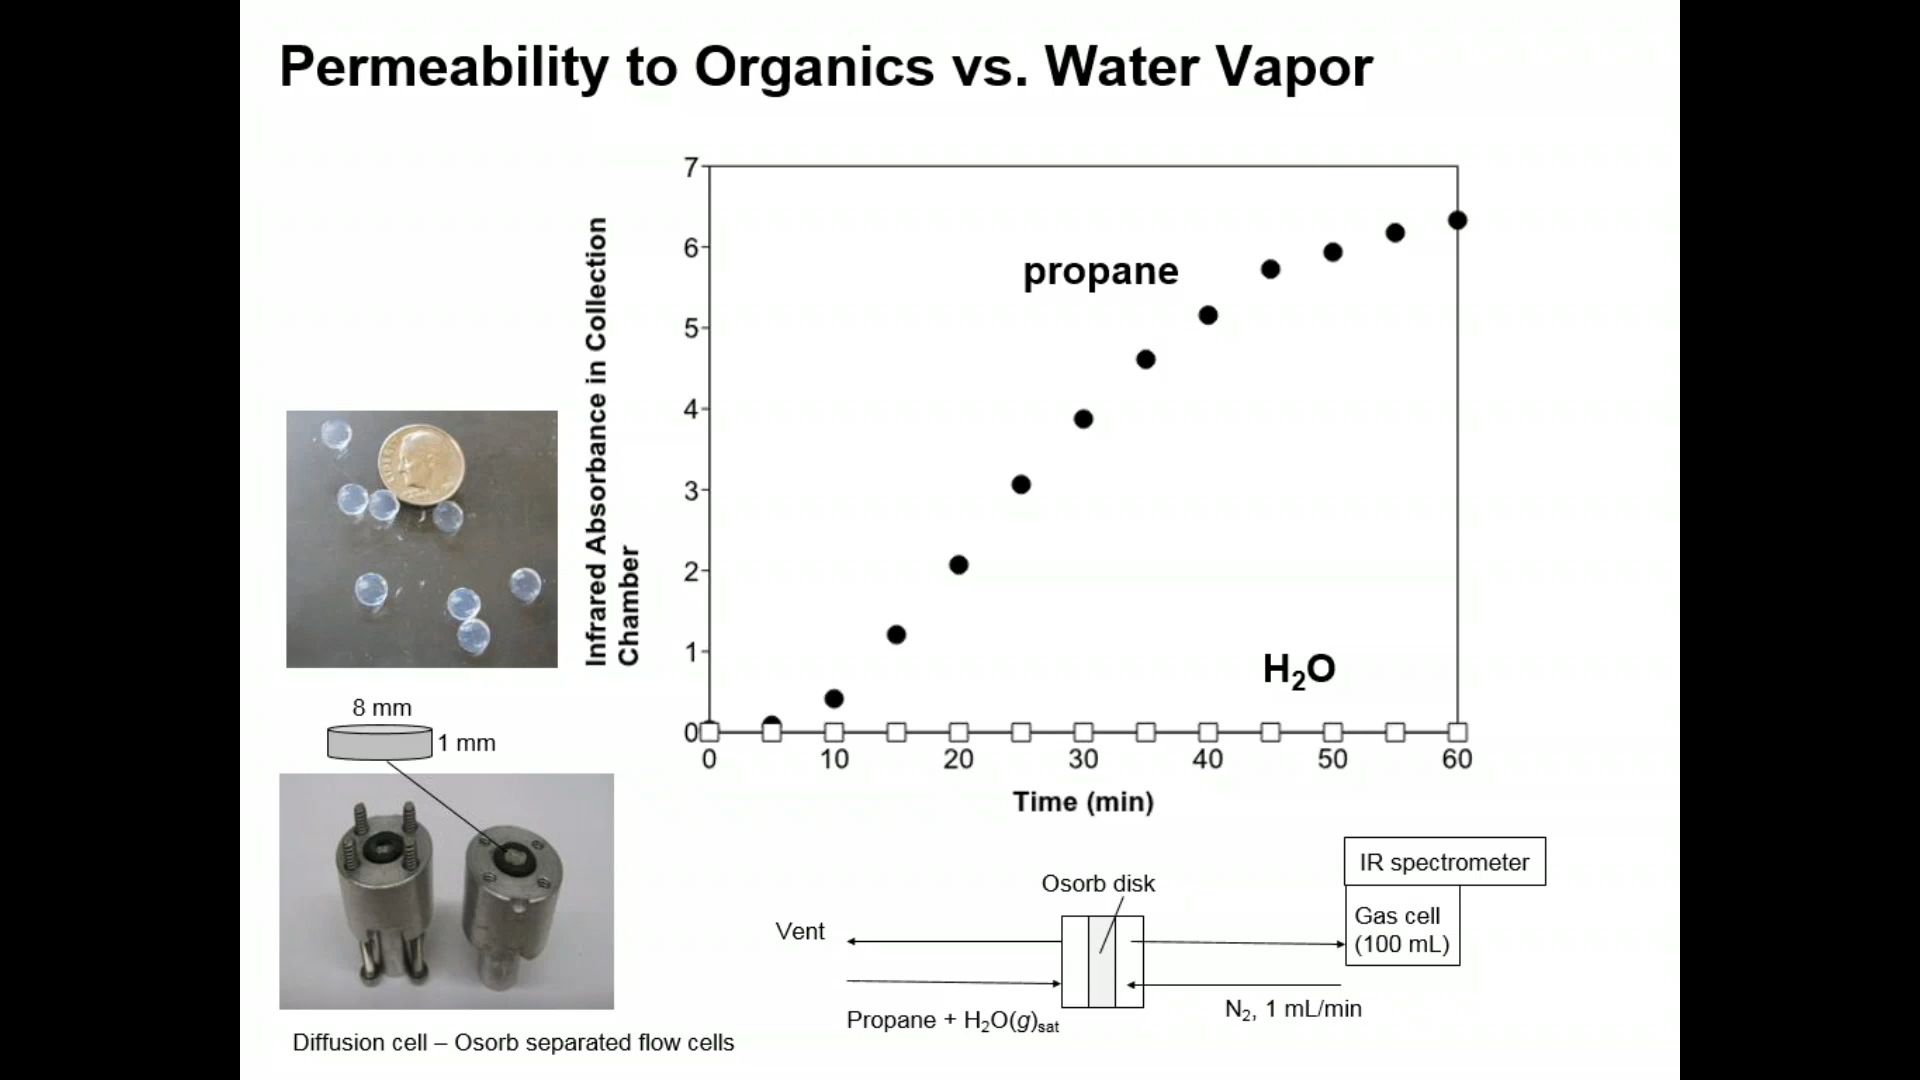 Permeability to Organics vs. Water Vapor
Infrared Absorbance in Collection
Chamber
7
6
5
4
3
2
1
0
propane
H₂O
0 10 20 30 40 50 60
Time (min)
8 mm
1 mm
Diffusion cell – Osorb separated flow cells
IR spectrometer
Osorb disk
Gas cell
(100 mL)
Vent
Propane + H₂O(g)sat
N₂, 1 mL/min